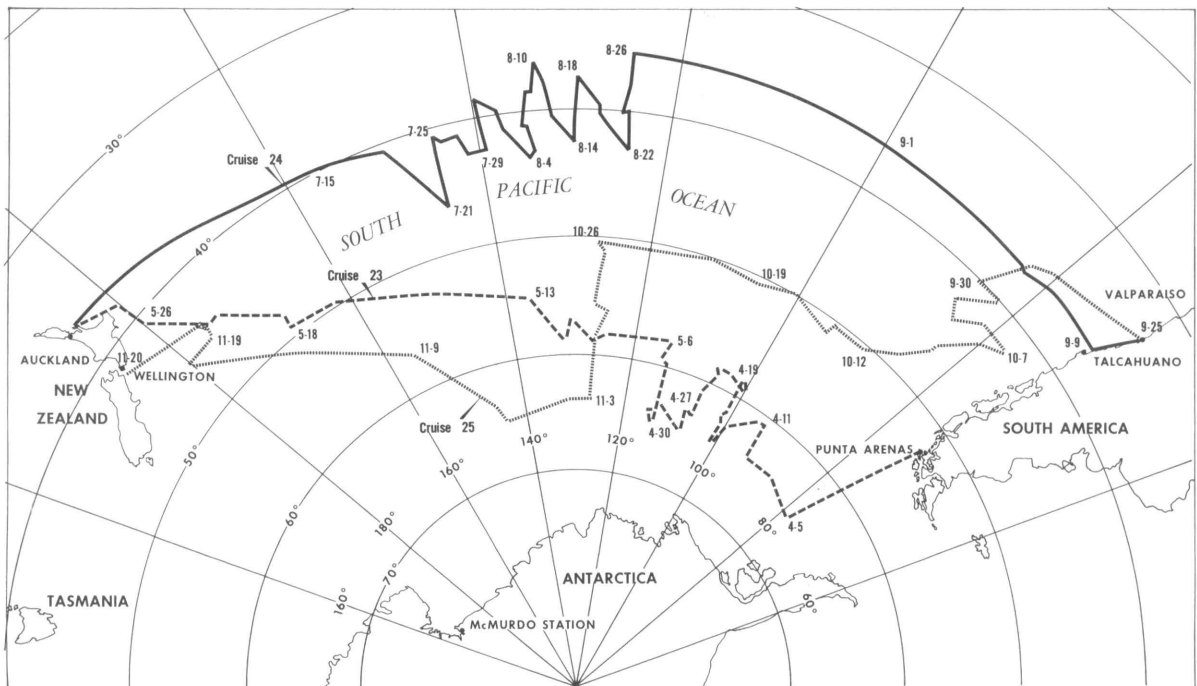 8-10
8-18
8-26
30°
7-25
9-1
Cruise 24
7-15
7-29
8-4
8-14
8-22
PACIFIC
7-21
OCEAN
SOUTH
40°
10-26
Cruise 23
10-19
9-30
VALPARAISO
5-13
5-26
5-18
11-19
5-6
9-25
AUCKLAND
11-20
WELLINGTON
11-9
10-12
10-7
9-9
TALCAHUANO
NEW
ZEALAND
4-19
4-27
11-3
Cruise 25
4-11
4-30
SOUTH AMERICA
140°
120°
PUNTA ARENAS
50°
160°
100°
60°
180°
80°
4-5
70°
ANTARCTICA
160°
60°
TASMANIA
McMURDO STATION